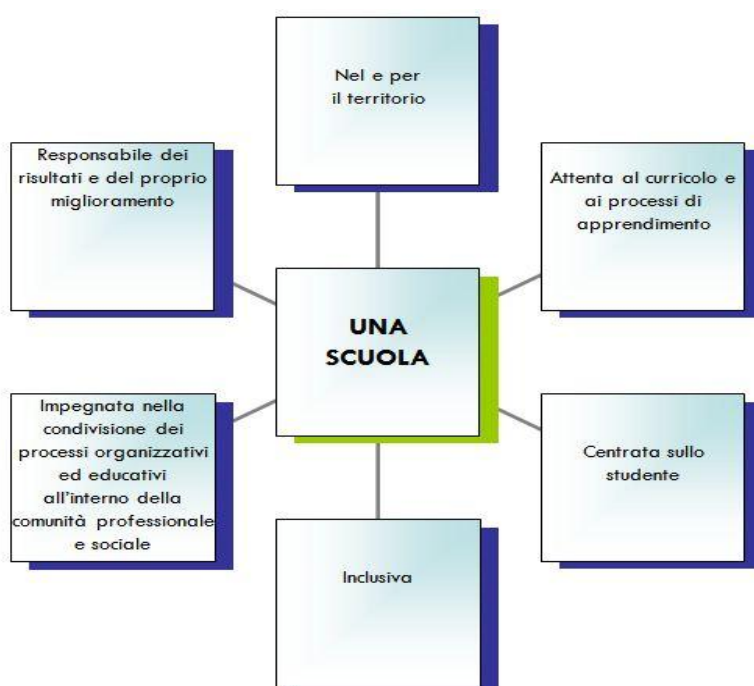 Nel e per
il territorio
Responsabile dei
risultati e del proprio
miglioramento
Attenta al curricolo e
ai processi di
apprendimento
UNA
SCUOLA
Impegnata nella
condivisione dei
processi organizzativi
ed educativi
all'interno della
comunità professionale
e sociale
Centrata sullo
studente
Inclusiva